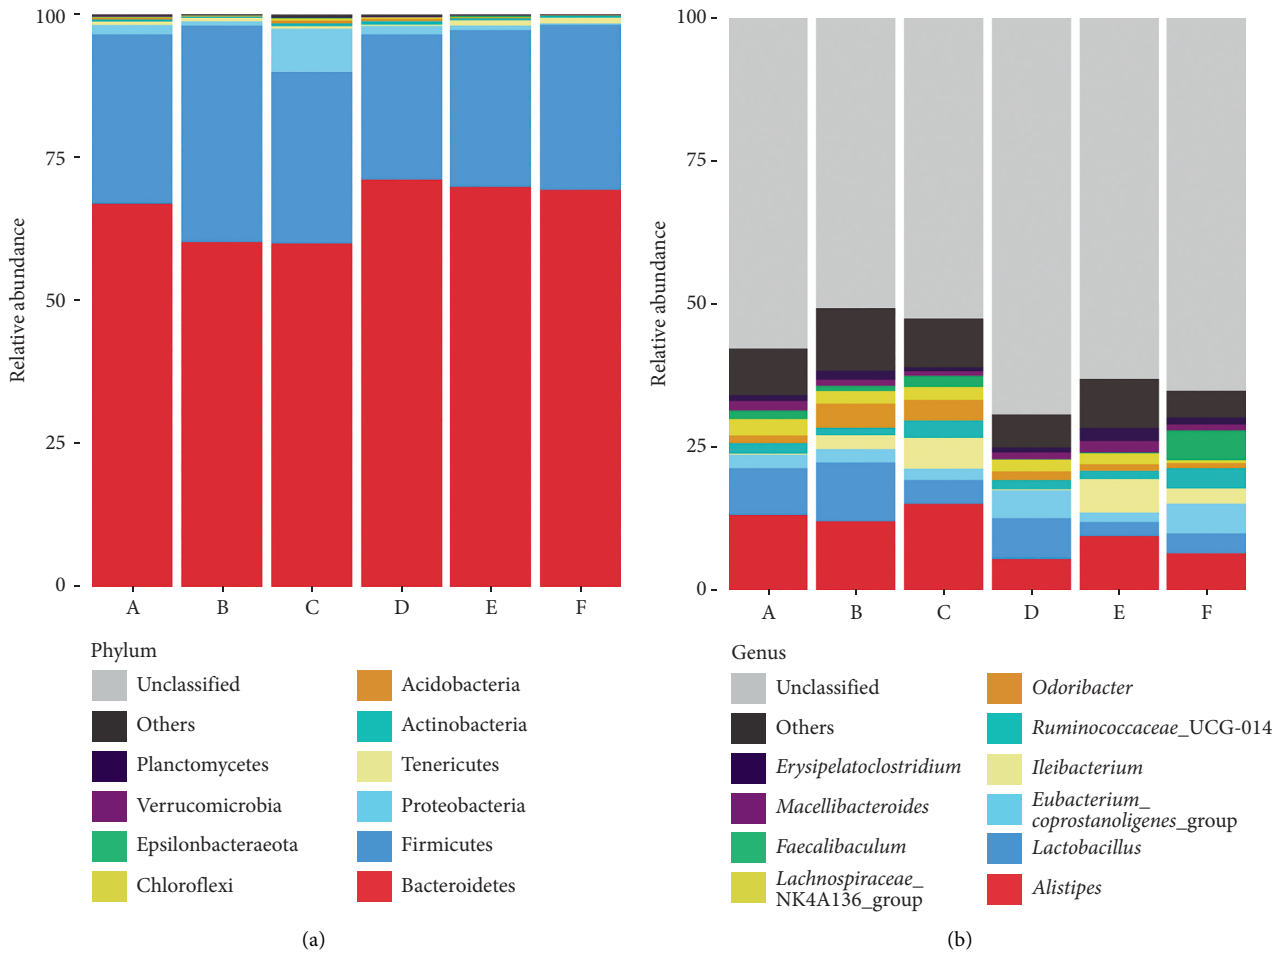 100
75
50
25
0
Relative abundance
A B C D E F
Phylum
Unclassified
Others
Planctomycetes
Verrucomicrobia
Epsilonbacteraeota
Chloroflexi
Acidobacteria
Actinobacteria
Tenericutes
Proteobacteria
Firmicutes
Bacteroidetes
(a)
100
75
50
25
0
Relative abundance
A B C D E F
Genus
Unclassified
Others
Erysipelatoclostridium
Macellibacteroides
Faecalibaculum
Lachnospiraceae_
NK4A136_group
Odoribacter
Ruminococcaceae_UCG-014
Ileibacterium
Eubacterium_
coprostanoligenes_group
Lactobacillus
Alistipes
(b)